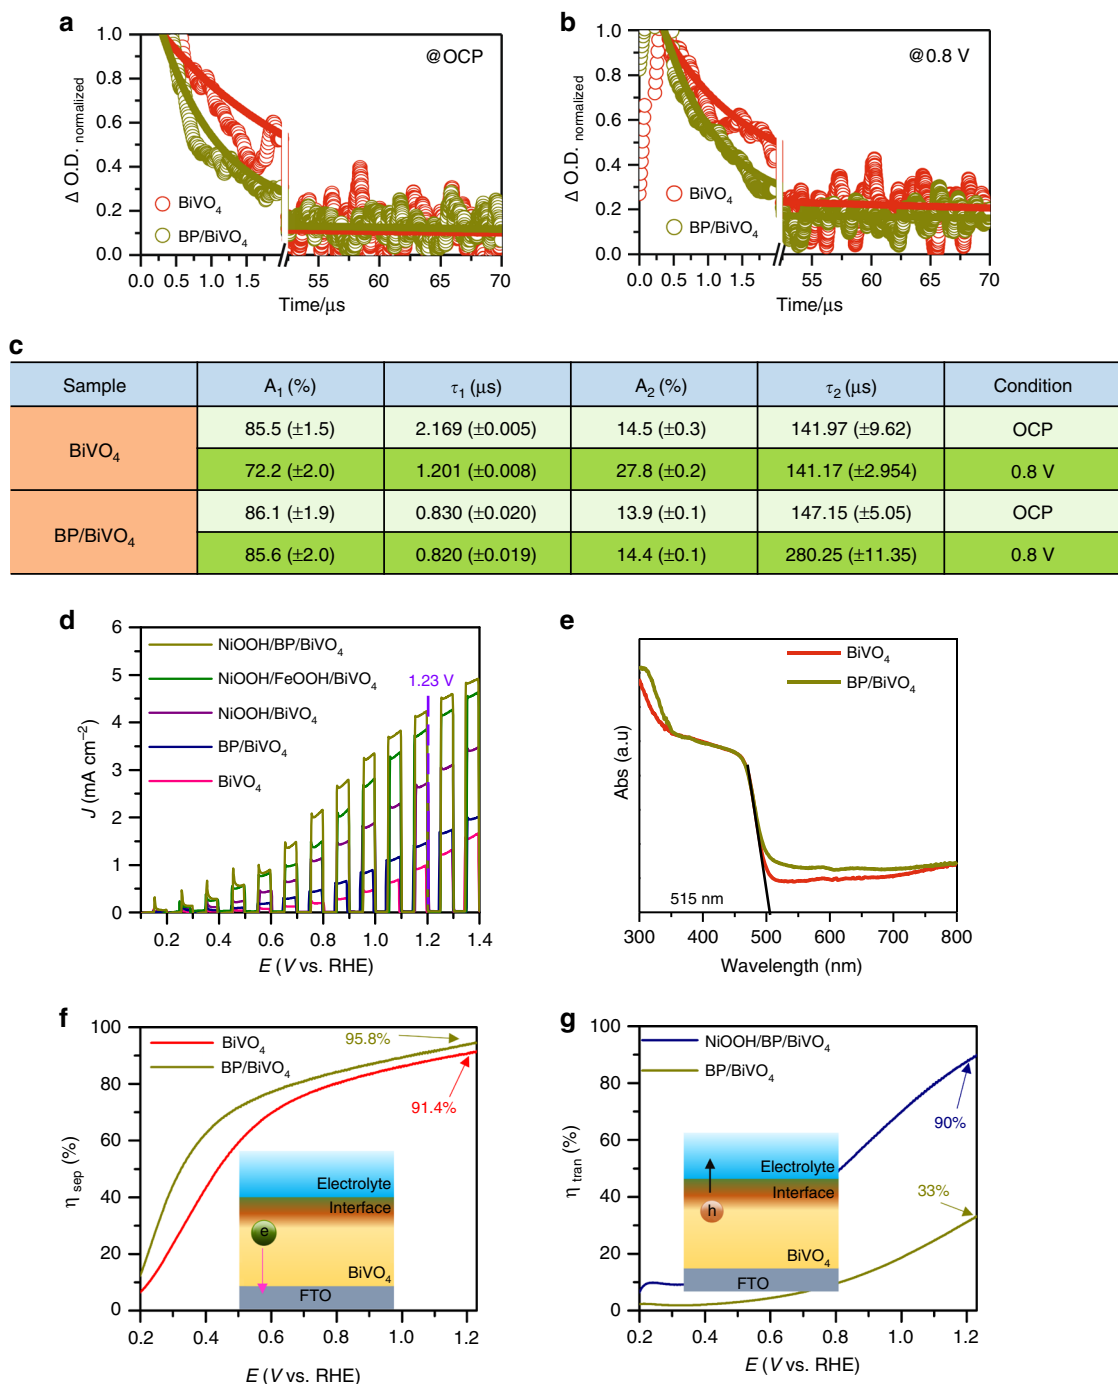 a
@OCP
BiVO₄
BP/BiVO₄
Δ O.D. normalized
1.0
0.8
0.6
0.4
0.2
0.0
0.0 0.5 1.0 1.5 55 60 65 70
Time/μs
b
@0.8 V
BiVO₄
BP/BiVO₄
Δ O.D. normalized
1.0
0.8
0.6
0.4
0.2
0.0
0.0 0.5 1.0 1.5 55 60 65 70
Time/μs
c
Sample A₁ (%) τ₁ (μs) A₂ (%) τ₂ (μs) Condition
BiVO₄
85.5 (±1.5) 2.169 (±0.005) 14.5 (±0.3) 141.97 (±9.62) OCP
72.2 (±2.0) 1.201 (±0.008) 27.8 (±0.2) 141.17 (±2.954) 0.8 V
BP/BiVO₄
86.1 (±1.9) 0.830 (±0.020) 13.9 (±0.1) 147.15 (±5.05) OCP
85.6 (±2.0) 0.820 (±0.019) 14.4 (±0.1) 280.25 (±11.35) 0.8 V
d
NiOOH/BP/BiVO₄
NiOOH/FeOOH/BiVO₄
NiOOH/BiVO₄
BP/BiVO₄
BiVO₄
1.23 V
J (mA cm⁻²)
6
5
4
3
2
1
0
0.2 0.4 0.6 0.8 1.0 1.2 1.4
E (V vs. RHE)
e
BiVO₄
BP/BiVO₄
Abs (a.u)
515 nm
300 400 500 600 700 800
Wavelength (nm)
f
BiVO₄
BP/BiVO₄
95.8%
91.4%
η sep (%)
100
80
60
40
20
0
Electrolyte
Interface
e
BiVO₄
FTO
0.2 0.4 0.6 0.8 1.0 1.2
E (V vs. RHE)
g
NiOOH/BP/BiVO₄
BP/BiVO₄
90%
33%
η tran (%)
100
80
60
40
20
0
Electrolyte
Interface
h
BiVO₄
FTO
0.2 0.4 0.6 0.8 1.0 1.2
E (V vs. RHE)